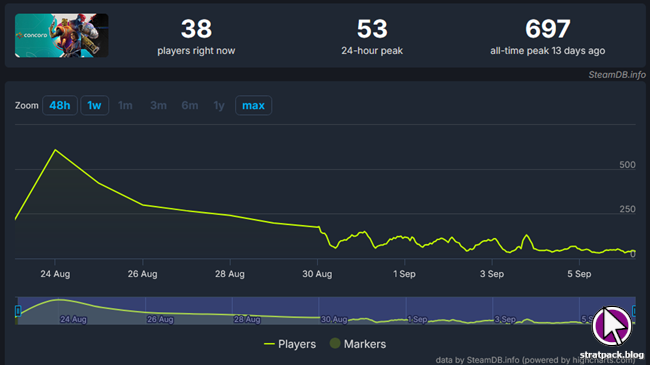 concord
38
players right now
53
24-hour peak
697
all-time peak 13 days ago
SteamDB.info
Zoom 48h 1w 1m 3m 6m 1y max
500
250
0
24 Aug 26 Aug 28 Aug 30 Aug 1 Sep 3 Sep 5 Sep
24 Aug 26 Aug 28 Aug 30 Aug 1 Sep 3 Sep
Players Markers
data by SteamDB.info (powered by highcharts.com)
stratpack.blog